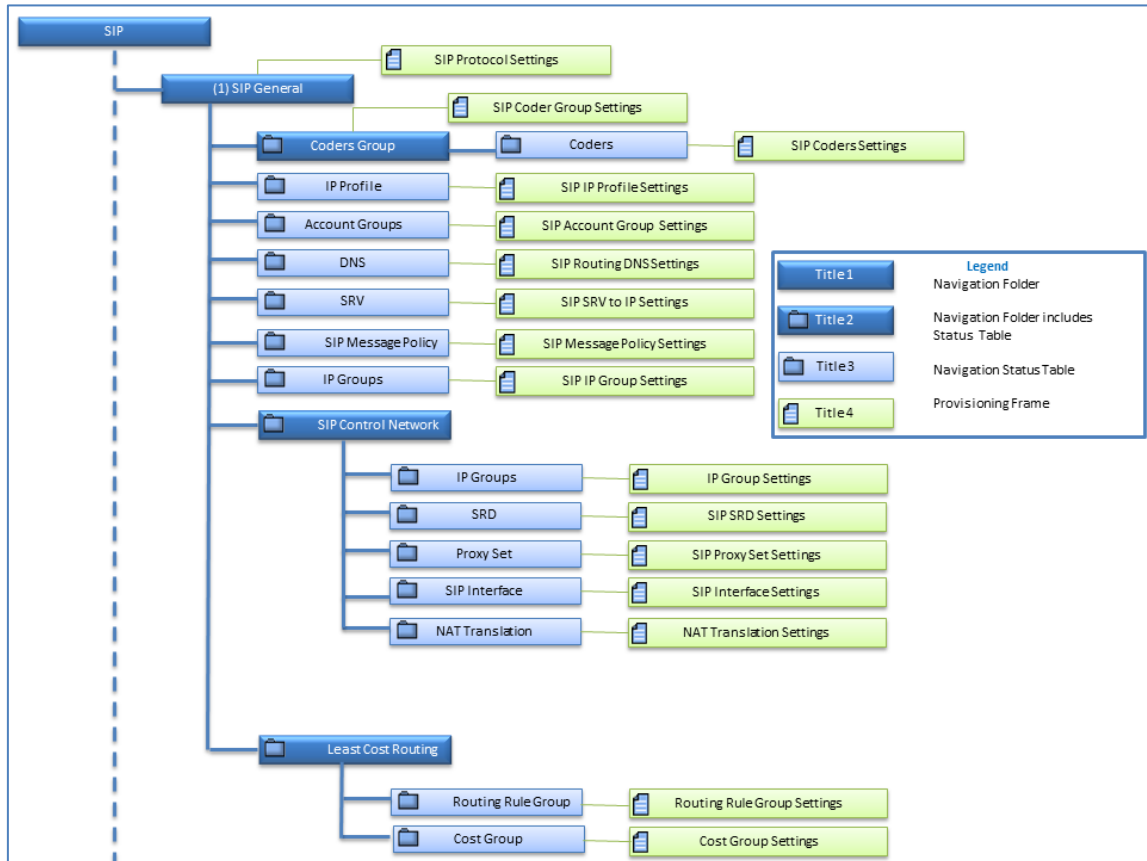 SIP
SIP Protocol Settings
(1) SIP General
SIP Coder Group Settings
Coders Group
Coders
SIP Coders Settings
IP Profile
SIP IP Profile Settings
Account Groups
SIP Account Group Settings
DNS
SIP Routing DNS Settings
SRV
SIP SRV to IP Settings
SIP Message Policy
SIP Message Policy Settings
IP Groups
SIP IP Group Settings
Legend
Title1
Navigation Folder
Title2
Navigation Folder includes
Status Table
Title3
Navigation Status Table
Title4
Provisioning Frame
SIP Control Network
IP Groups
IP Group Settings
SRD
SIP SRD Settings
Proxy Set
SIP Proxy Set Settings
SIP Interface
SIP Interface Settings
NAT Translation
NAT Translation Settings
Least Cost Routing
Routing Rule Group
Routing Rule Group Settings
Cost Group
Cost Group Settings